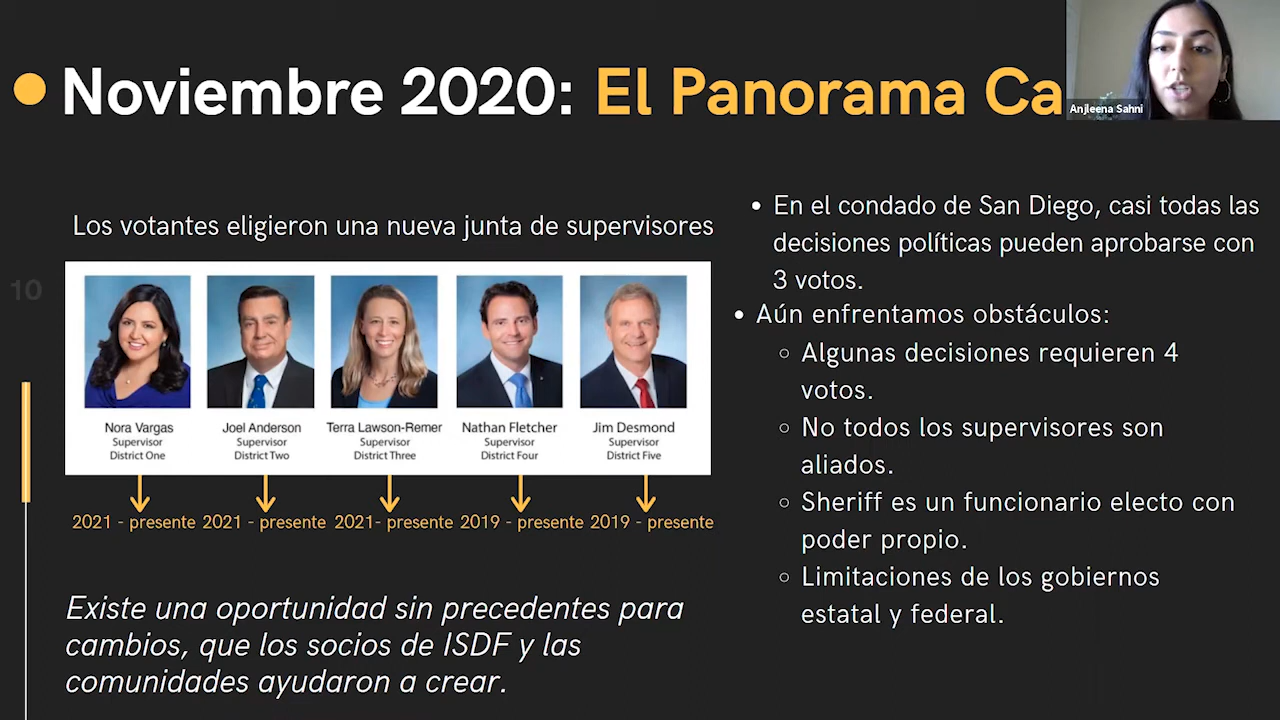 Noviembre 2020: El Panorama Ca
Anjleena Sahni
Los votantes eligieron una nueva junta de supervisores
10
Nora Vargas
Supervisor
District One
Joel Anderson
Supervisor
District Two
Terra Lawson-Remer
Supervisor
District Three
Nathan Fletcher
Supervisor
District Four
Jim Desmond
Supervisor
District Five
2021 - presente
2021 - presente
2021- presente
2019 - presente
2019 - presente
Existe una oportunidad sin precedentes para
cambios, que los socios de ISDF y las
comunidades ayudaron a crear.
• En el condado de San Diego, casi todas las
decisiones políticas pueden aprobarse con
3 votos.
• Aún enfrentamos obstáculos:
◦ Algunas decisiones requieren 4
votos.
◦ No todos los supervisores son
aliados.
◦ Sheriff es un funcionario electo con
poder propio.
◦ Limitaciones de los gobiernos
estatal y federal.